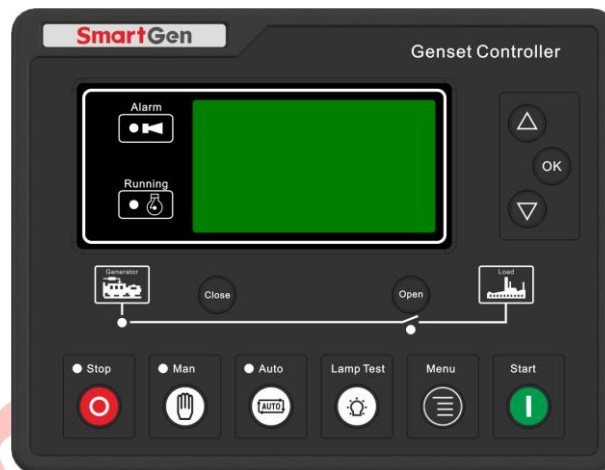 SmartGen
Genset Controller
Alarm
Running
OK
Generator
Load
Close
Open
Stop
Man
Auto
Lamp Test
Menu
Start
AUTO